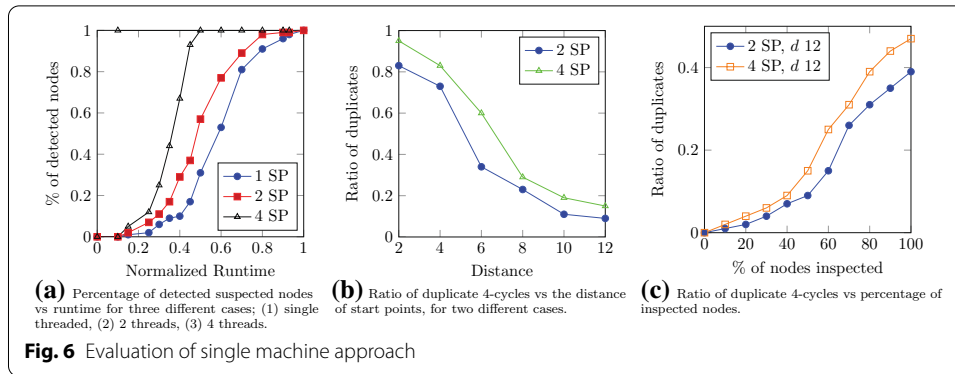 % of detected nodes
1
0.8
0.6
0.4
0.2
0
0
0.2
0.4
0.6
0.8
1
Normalized Runtime
1 SP
2 SP
4 SP
(a) Percentage of detected suspected nodes
vs runtime for three different cases; (1) single
threaded, (2) 2 threads, (3) 4 threads.
Ratio of duplicates
1
0.8
0.6
0.4
0.2
0
2
4
6
8
10
12
Distance
2 SP
4 SP
(b) Ratio of duplicate 4-cycles vs the distance
of start points, for two different cases.
Ratio of duplicates
0.4
0.2
0
0
20
40
60
80
100
% of nodes inspected
2 SP, d 12
4 SP, d 12
(c) Ratio of duplicate 4-cycles vs percentage of
inspected nodes.
Fig. 6 Evaluation of single machine approach